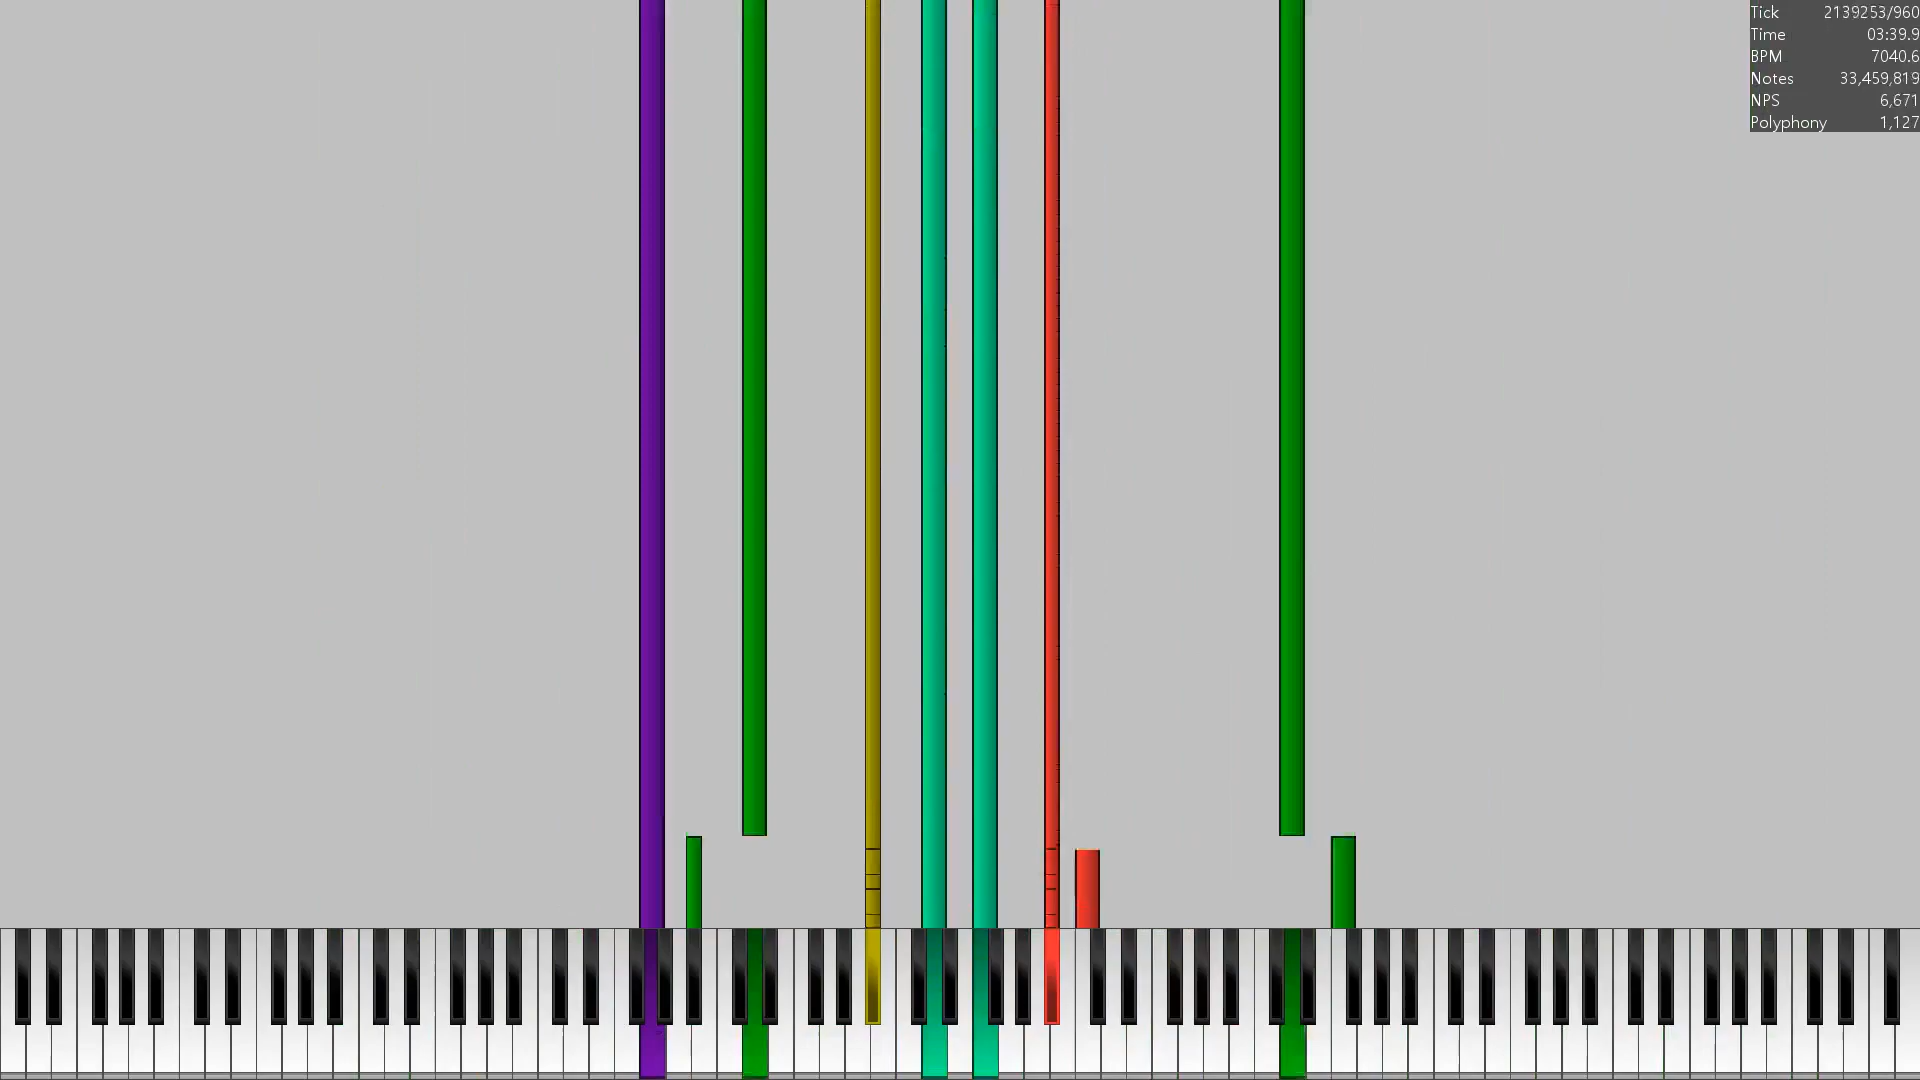 Tick 2139253/960
Time 03:39.9
BPM 7040.6
Notes 33,459,819
NPS 6,671
Polyphony 1,127